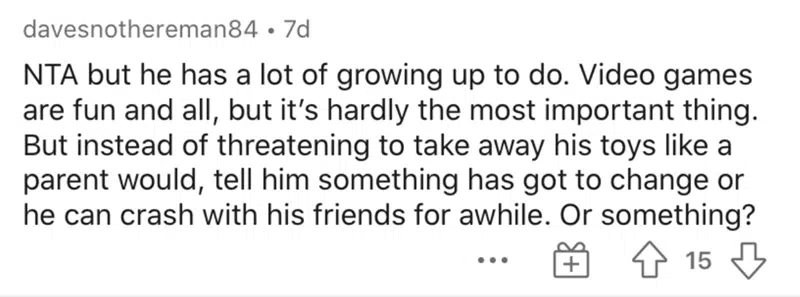 davesnothereman84 • 7d
NTA but he has a lot of growing up to do. Video games
are fun and all, but it's hardly the most important thing.
But instead of threatening to take away his toys like a
parent would, tell him something has got to change or
he can crash with his friends for awhile. Or something?
15